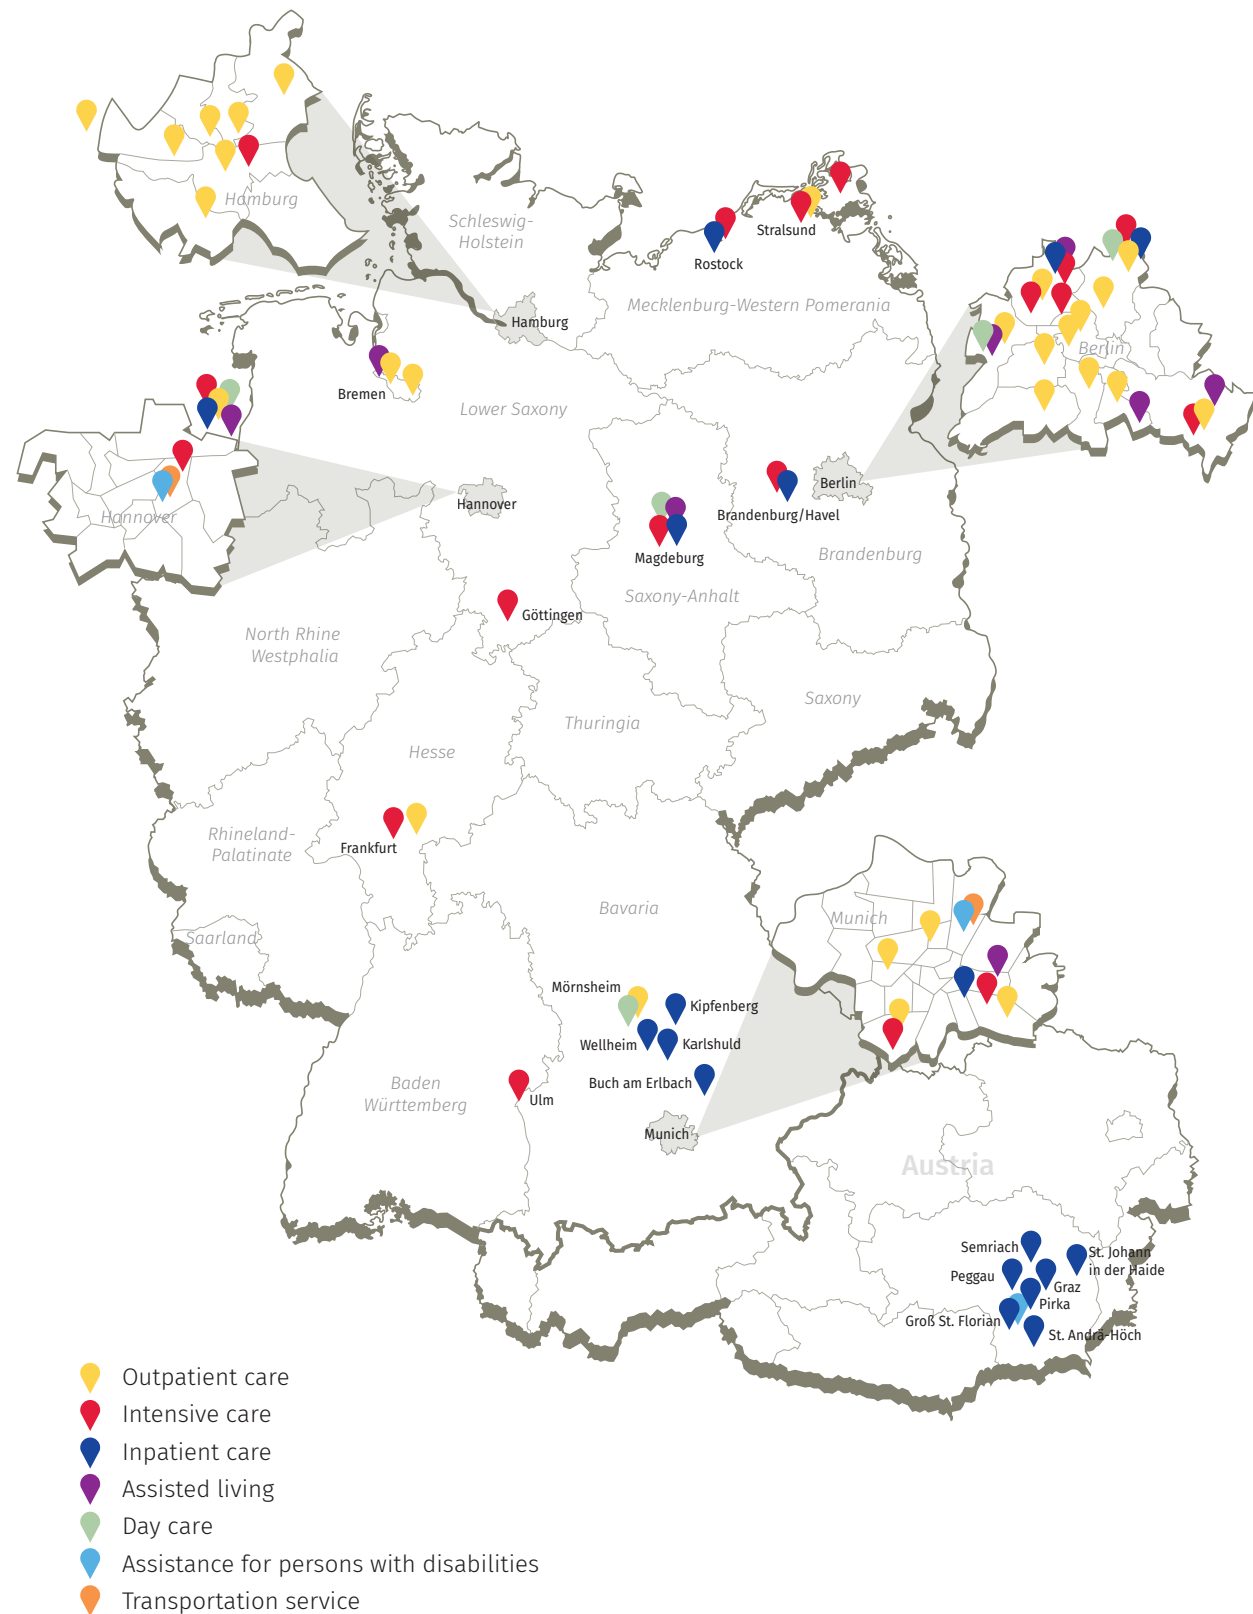 Hamburg
Schleswig-
Holstein
Stralsund
Rostock
Mecklenburg-Western Pomerania
Hamburg
Berlin
Bremen
Lower Saxony
Hannover
Hannover
Berlin
Brandenburg/Havel
Magdeburg
Brandenburg
Saxony-Anhalt
Göttingen
North Rhine
Westphalia
Saxony
Thuringia
Hesse
Rhineland-
Palatinate
Frankfurt
Bavaria
Munich
Saarland
Mörnsheim
Kipfenberg
Wellheim
Karlshuld
Buch am Erlbach
Baden
Württemberg
Ulm
Munich
Austria
Semriach
St. Johann
in der Haide
Peggau
Graz
Pirka
Groß St. Florian
St. Andrä-Höch
Outpatient care
Intensive care
Inpatient care
Assisted living
Day care
Assistance for persons with disabilities
Transportation service